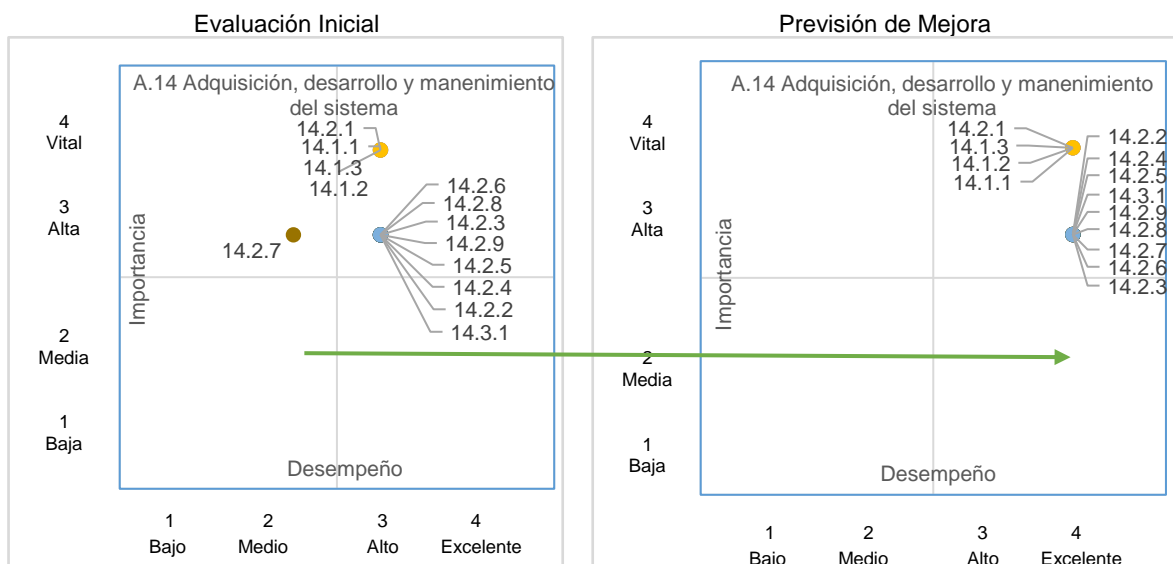 Evaluación Inicial
A.14 Adquisición, desarrollo y manenimiento
del sistema
4
Vital
3
Alta
2
Media
1
Baja
Importancia
14.2.1
14.1.1
14.1.3
14.1.2
14.2.7
14.2.6
14.2.8
14.2.3
14.2.9
14.2.5
14.2.4
14.2.2
14.3.1
Desempeño
1
Bajo
2
Medio
3
Alto
4
Excelente
Previsión de Mejora
A.14 Adquisición, desarrollo y manenimiento
del sistema
4
Vital
3
Alta
2
Media
1
Baja
Importancia
14.2.1
14.1.3
14.1.2
14.1.1
14.2.2
14.2.4
14.2.5
14.3.1
14.2.9
14.2.8
14.2.7
14.2.6
14.2.3
Desempeño
1
Bajo
2
Medio
3
Alto
4
Excelente